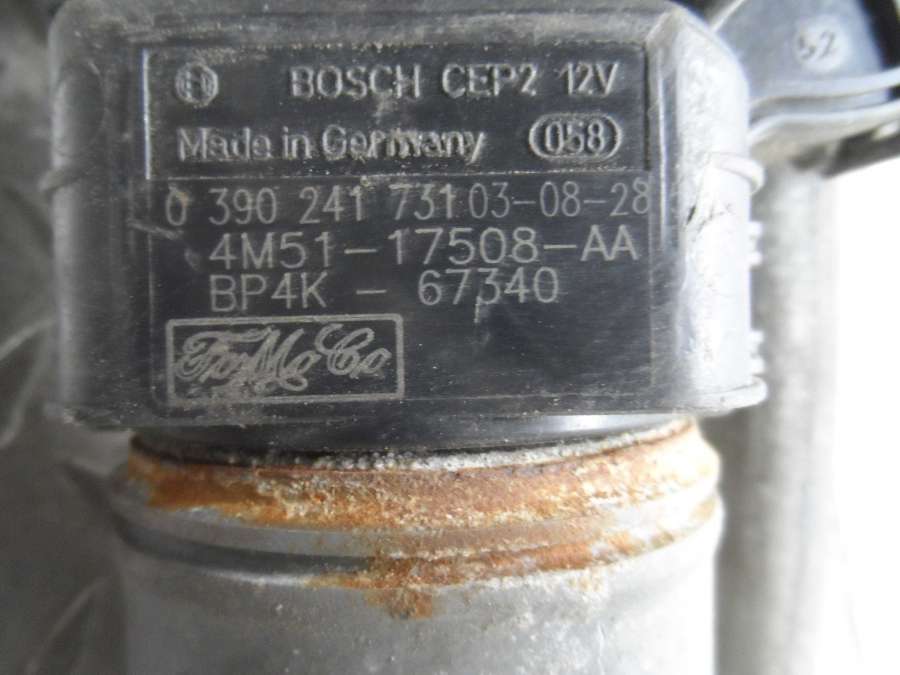 BOSCH CEP2 12V
Made in Germany 058
0 390 241 731 03-08-28
4M51-17508-AA
BP4K - 67340
FoMoCo
52